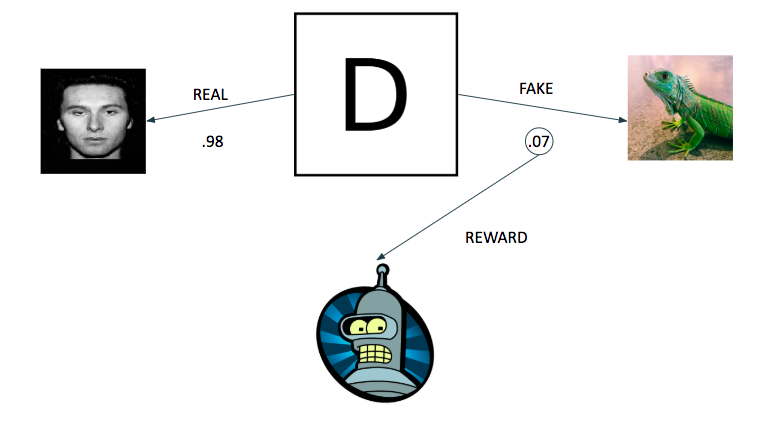 D
REAL
FAKE
.98
.07
REWARD